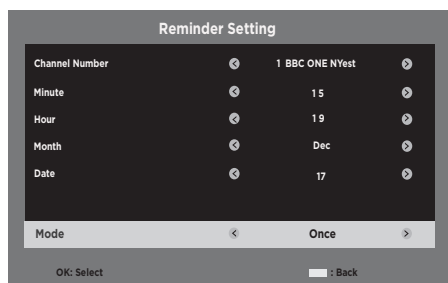 Reminder Setting
Channel Number 1 BBC ONE NYest
Minute 15
Hour 19
Month Dec
Date 17
Mode Once
OK: Select : Back